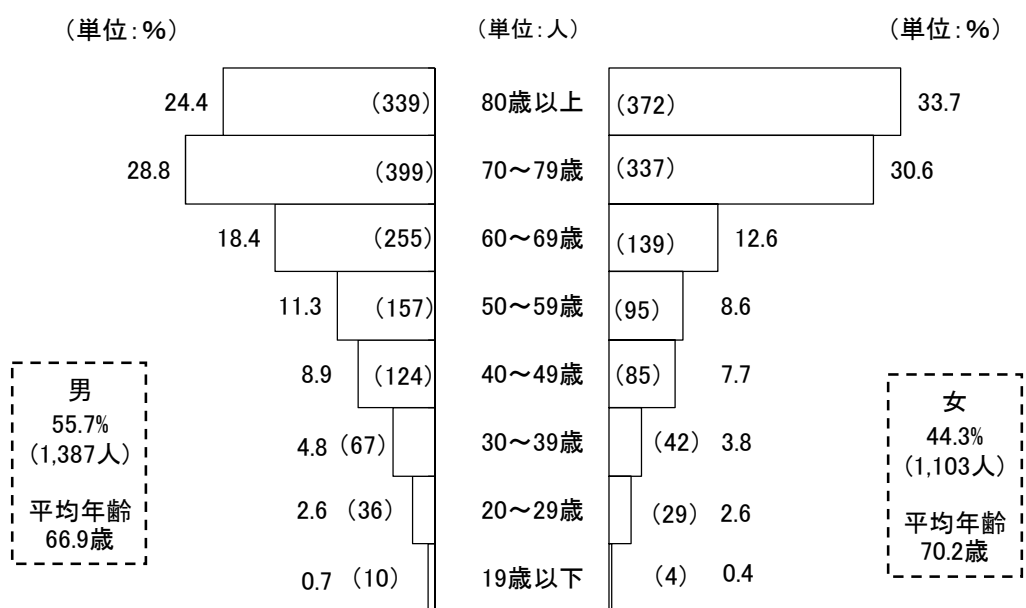 (単位:%) (単位:人) (単位:%)
24.4 (339) 80歳以上 (372) 33.7
28.8 (399) 70～79歳 (337) 30.6
18.4 (255) 60～69歳 (139) 12.6
11.3 (157) 50～59歳 (95) 8.6
8.9 (124) 40～49歳 (85) 7.7
4.8 (67) 30～39歳 (42) 3.8
2.6 (36) 20～29歳 (29) 2.6
0.7 (10) 19歳以下 (4) 0.4
男
55.7%
(1,387人)
平均年齢
66.9歳
女
44.3%
(1,103人)
平均年齢
70.2歳